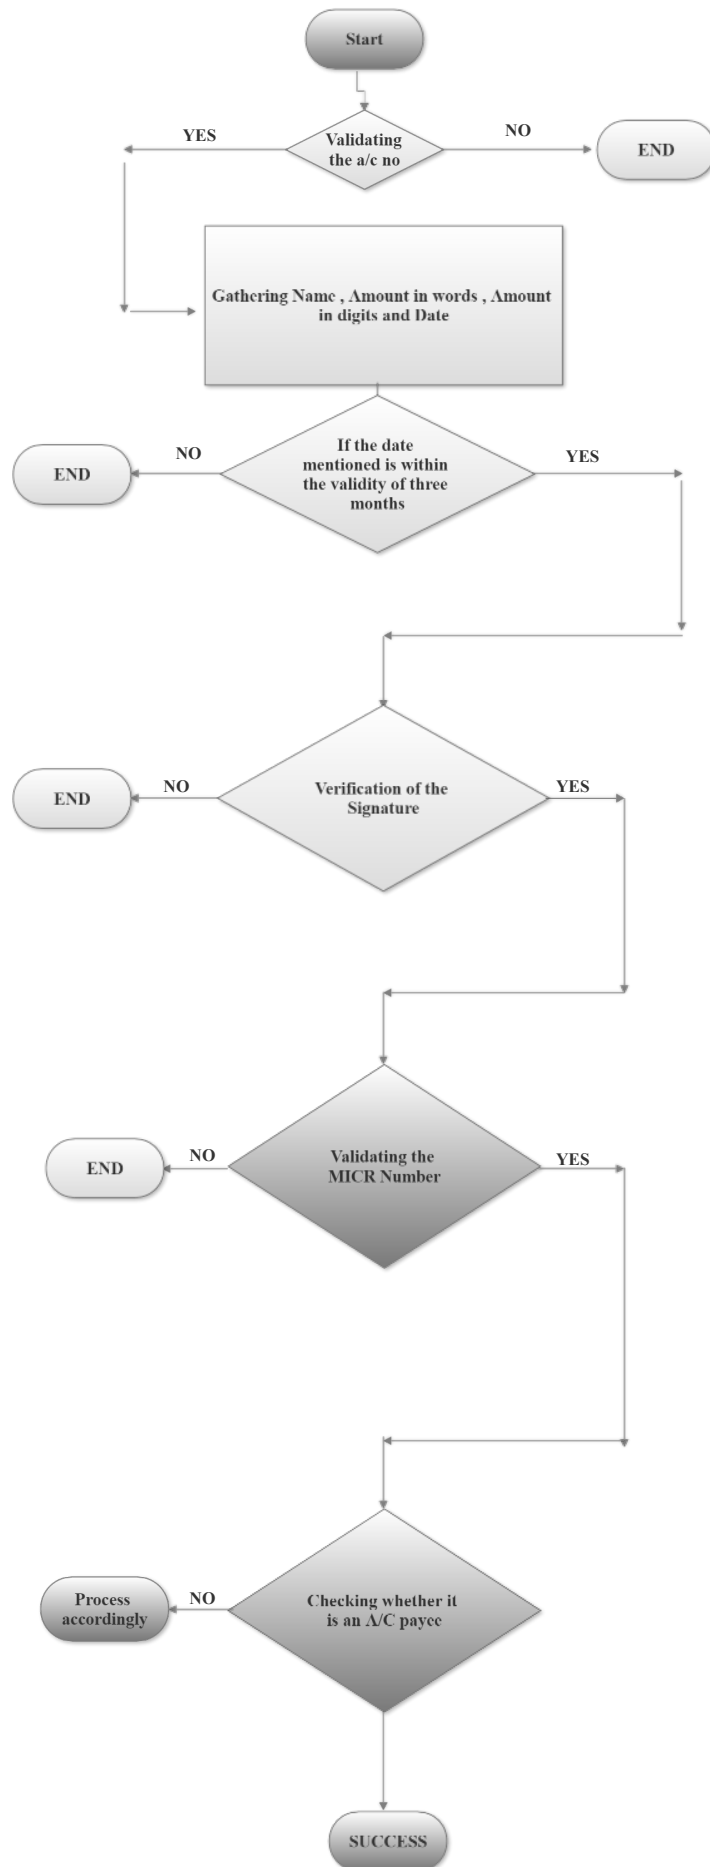 Start
YES
Validating
the a/c no
NO
END
Gathering Name , Amount in words , Amount
in digits and Date
END
NO
If the date
mentioned is within
the validity of three
months
YES
END
NO
Verification of the
Signature
YES
END
NO
Validating the
MICR Number
YES
Process
accordingly
NO
Checking whether it
is an A/C payee
SUCCESS